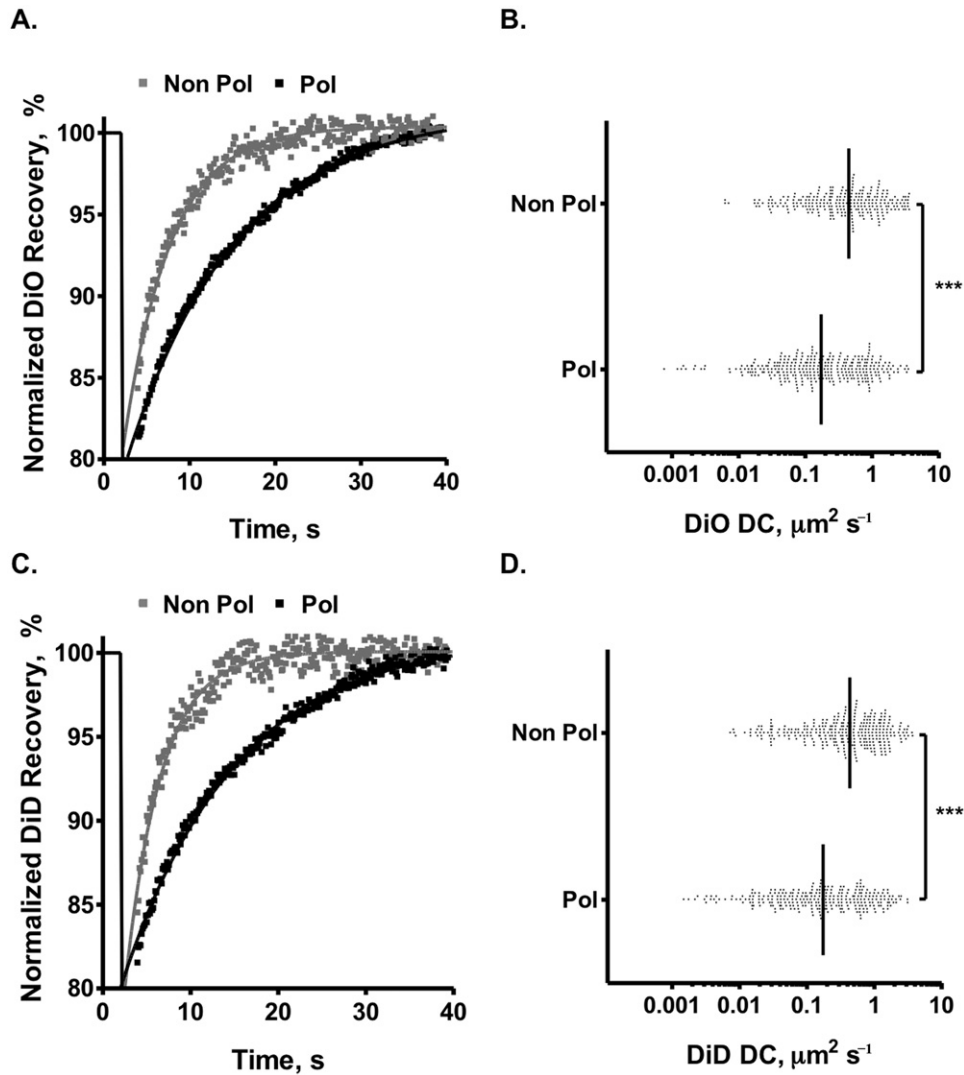 A.
Non Pol Pol
Normalized DiO Recovery, %
100
95
90
85
80
0 10 20 30 40
Time, s
B.
Non Pol
Pol
***
0.001 0.01 0.1 1 10
DiO DC, μm² s⁻¹
C.
Non Pol Pol
Normalized DiD Recovery, %
100
95
90
85
80
0 10 20 30 40
Time, s
D.
Non Pol
Pol
***
0.001 0.01 0.1 1 10
DiD DC, μm² s⁻¹